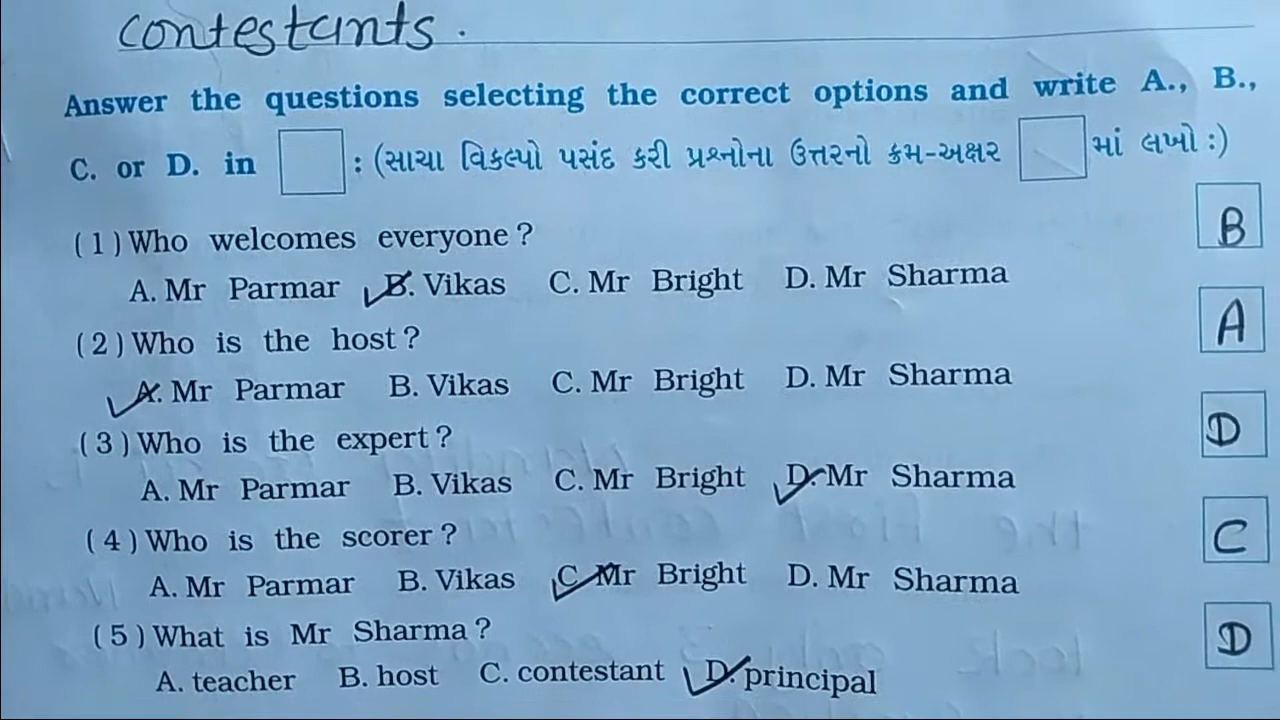 contestants.
Answer the questions selecting the correct options and write A., B.,
C. or D. in : (સાચા વિકલ્પો પસંદ કરી પ્રશ્નોના ઉત્તરનો ક્રમ-અક્ષર માં લખો :)
(1) Who welcomes everyone? B
A. Mr Parmar B. Vikas C. Mr Bright D. Mr Sharma
(2) Who is the host? A
A. Mr Parmar B. Vikas C. Mr Bright D. Mr Sharma
(3) Who is the expert? D
A. Mr Parmar B. Vikas C. Mr Bright D. Mr Sharma
(4) Who is the scorer? C
A. Mr Parmar B. Vikas C. Mr Bright D. Mr Sharma
(5) What is Mr Sharma? D
A. teacher B. host C. contestant D. principal